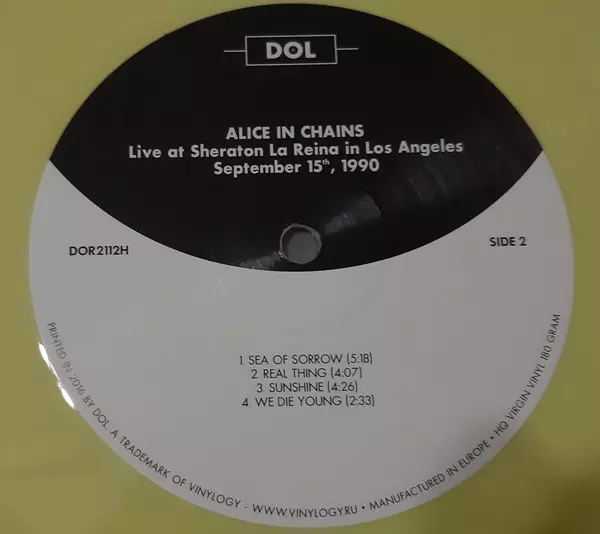 DOL
ALICE IN CHAINS
Live at Sheraton La Reina in Los Angeles
September 15th, 1990
DOR2112H
SIDE 2
1 SEA OF SORROW (5:18)
2. REAL THING (4:07)
3. SUNSHINE (4:26)
4. WE DIE YOUNG (2:33)
PRINTED IN 2016 BY DOL. A TRADEMARK OF VINYLOGY - WWW.VINYLOGY.RU • MANUFACTURED IN EUROPE • HQ VIRGIN VINYL 180 GRAM